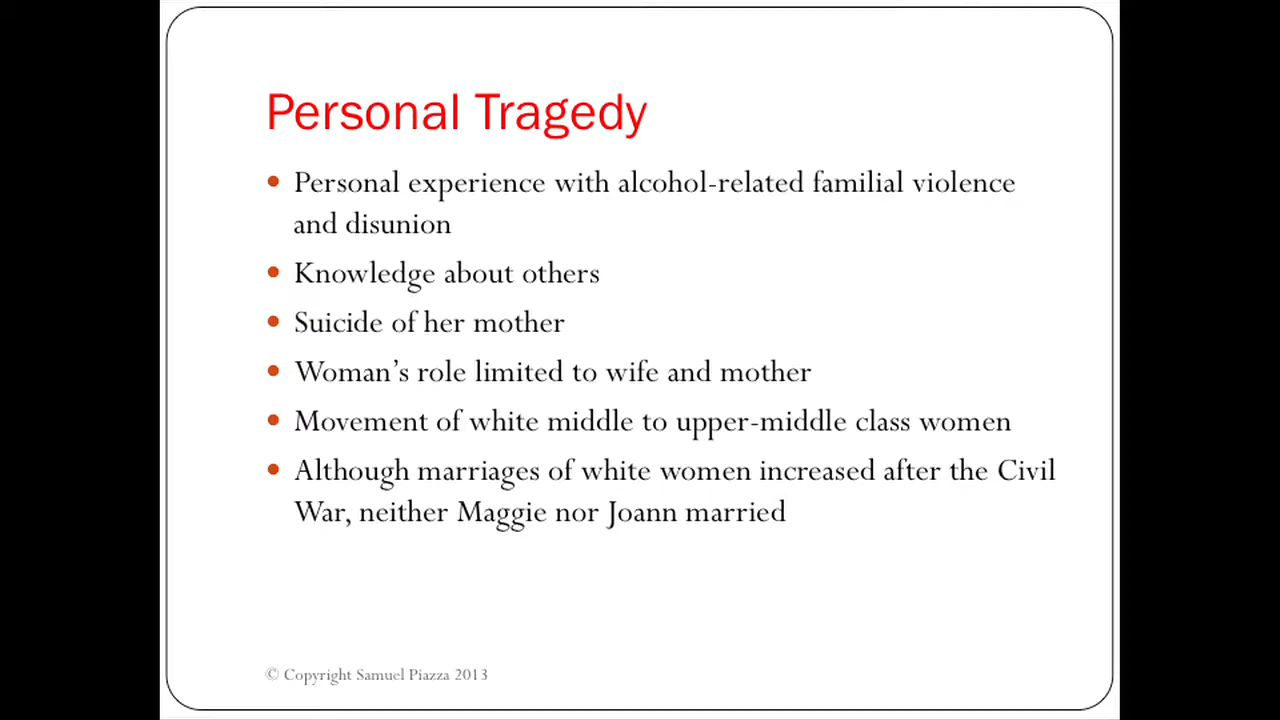 Personal Tragedy
• Personal experience with alcohol-related familial violence
and disunion
• Knowledge about others
• Suicide of her mother
• Woman’s role limited to wife and mother
• Movement of white middle to upper-middle class women
• Although marriages of white women increased after the Civil
War, neither Maggie nor Joann married
© Copyright Samuel Piazza 2013